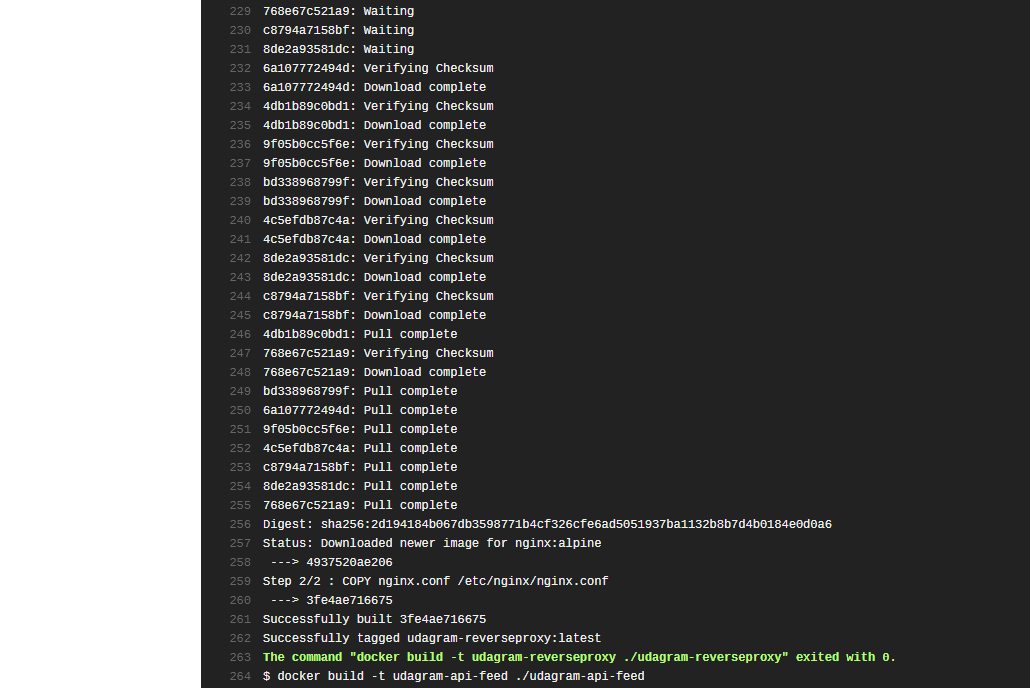 229 768e67c521a9: Waiting
230 c8794a7158bf: Waiting
231 8de2a93581dc: Waiting
232 6a107772494d: Verifying Checksum
233 6a107772494d: Download complete
234 4db1b89c0bd1: Verifying Checksum
235 4db1b89c0bd1: Download complete
236 9f05b0cc5f6e: Verifying Checksum
237 9f05b0cc5f6e: Download complete
238 bd338968799f: Verifying Checksum
239 bd338968799f: Download complete
240 4c5efdb87c4a: Verifying Checksum
241 4c5efdb87c4a: Download complete
242 8de2a93581dc: Verifying Checksum
243 8de2a93581dc: Download complete
244 c8794a7158bf: Verifying Checksum
245 c8794a7158bf: Download complete
246 4db1b89c0bd1: Pull complete
247 768e67c521a9: Verifying Checksum
248 768e67c521a9: Download complete
249 bd338968799f: Pull complete
250 6a107772494d: Pull complete
251 9f05b0cc5f6e: Pull complete
252 4c5efdb87c4a: Pull complete
253 c8794a7158bf: Pull complete
254 8de2a93581dc: Pull complete
255 768e67c521a9: Pull complete
256 Digest: sha256:2d194184b067db3598771b4cf326cfe6ad5051937ba1132b8b7d4b0184e0d0a6
257 Status: Downloaded newer image for nginx:alpine
258 ---> 4937520ae206
259 Step 2/2 : COPY nginx.conf /etc/nginx/nginx.conf
260 ---> 3fe4ae716675
261 Successfully built 3fe4ae716675
262 Successfully tagged udagram-reverseproxy:latest
263 The command "docker build -t udagram-reverseproxy ./udagram-reverseproxy" exited with 0.
264 $ docker build -t udagram-api-feed ./udagram-api-feed